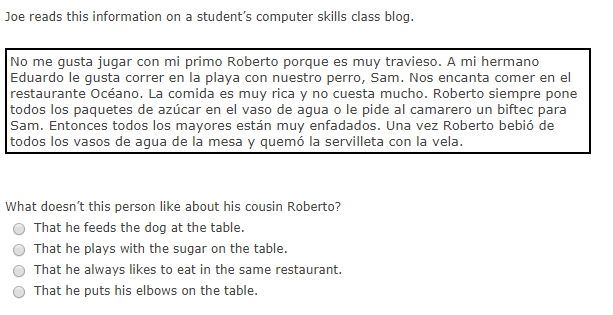 Joe reads this information on a student's computer skills class blog.
No me gusta jugar con mi primo Roberto porque es muy travieso. A mi hermano
Eduardo le gusta correr en la playa con nuestro perro, Sam. Nos encanta comer en el
restaurante Océano. La comida es muy rica y no cuesta mucho. Roberto siempre pone
todos los paquetes de azúcar en el vaso de agua o le pide al camarero un biftec para
Sam. Entonces todos los mayores están muy enfadados. Una vez Roberto bebió de
todos los vasos de agua de la mesa y quemó la servilleta con la vela.
What doesn't this person like about his cousin Roberto?
That he feeds the dog at the table.
That he plays with the sugar on the table.
That he always likes to eat in the same restaurant.
That he puts his elbows on the table.